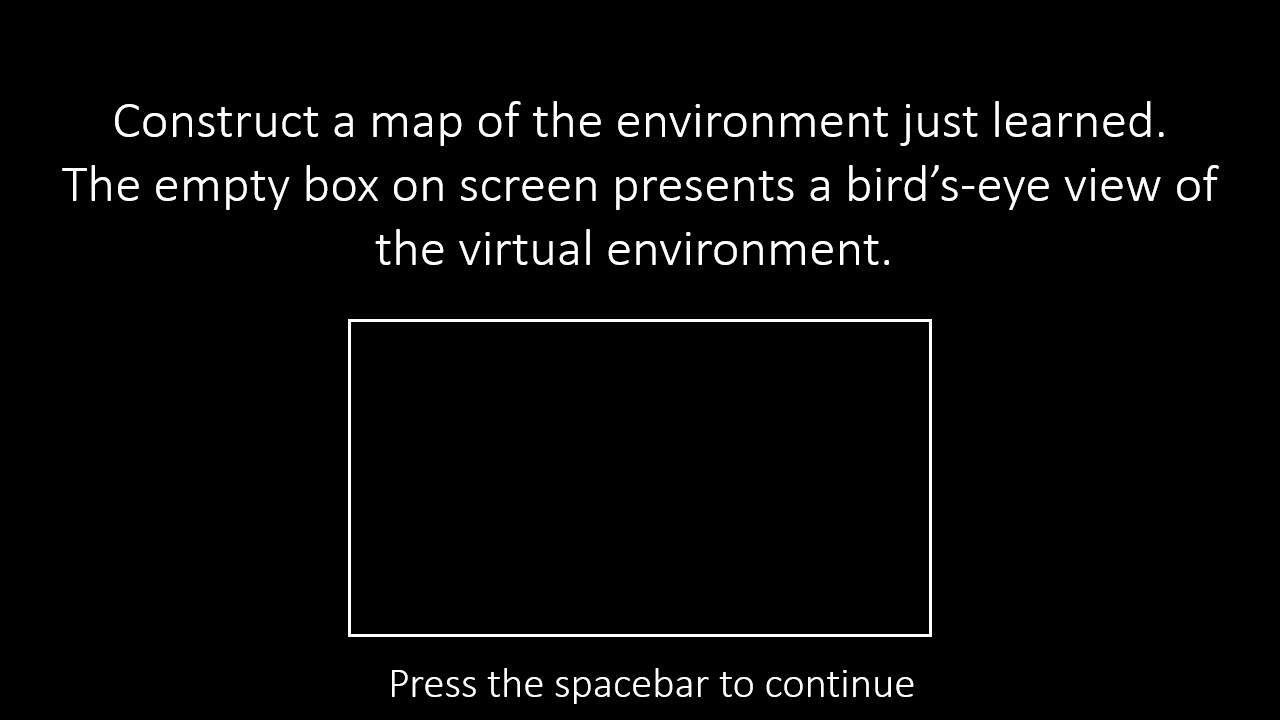 Construct a map of the environment just learned.
The empty box on screen presents a bird’s-eye view of
the virtual environment.
Press the spacebar to continue